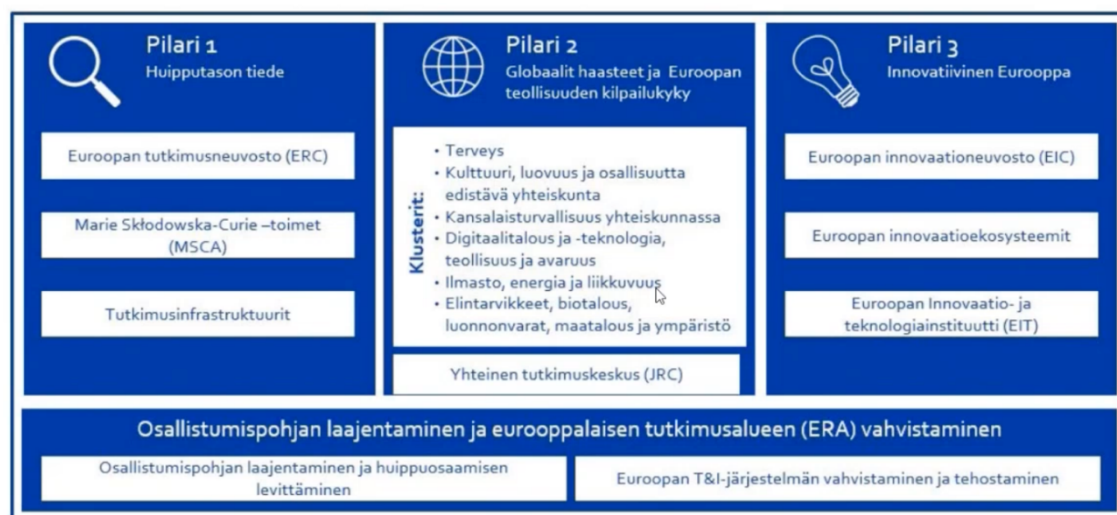 Pilari 1
Huipputason tiede
Euroopan tutkimusneuvosto (ERC)
Marie Skłodowska-Curie –toimet
(MSCA)
Tutkimusinfrastruktuurit
Pilari 2
Globaalit haasteet ja Euroopan
teollisuuden kilpailukyky
Klusterit:
• Terveys
• Kulttuuri, luovuus ja osallisuutta
edistävä yhteiskunta
• Kansalaisturvallisuus yhteiskunnassa
• Digitaalitalous ja -teknologia,
teollisuus ja avaruus
• Ilmasto, energia ja liikkuvuus
• Elintarvikkeet, biotalous,
luonnonvarat, maatalous ja ympäristö
Yhteinen tutkimuskeskus (JRC)
Pilari 3
Innovatiivinen Eurooppa
Euroopan innovaationeuvosto (EIC)
Euroopan innovaatioekosysteemit
Euroopan Innovaatio- ja
teknologiainstituutti (EIT)
Osallistumispohjan laajentaminen ja eurooppalaisen tutkimusalueen (ERA) vahvistaminen
Osallistumispohjan laajentaminen ja huippuosaamisen
levittäminen
Euroopan T&I-järjestelmän vahvistaminen ja tehostaminen